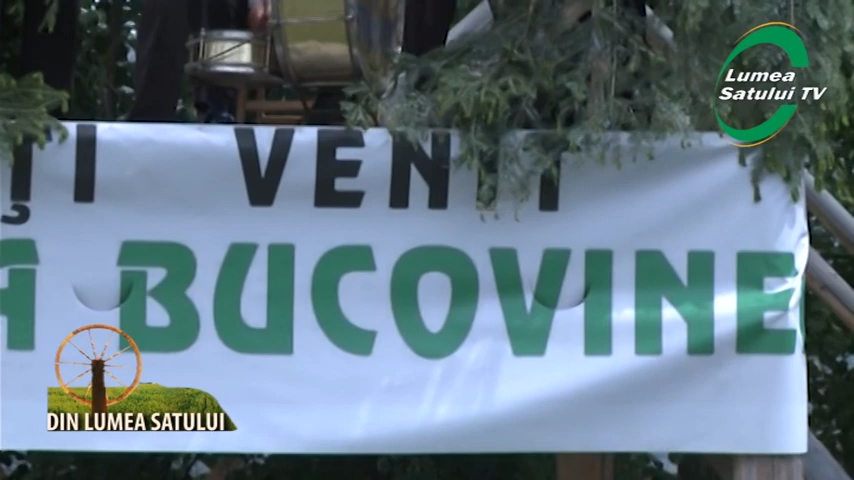 Lumea
Satului TV
ȚI VENIT
A BUCOVINE
DIN LUMEA SATULUI